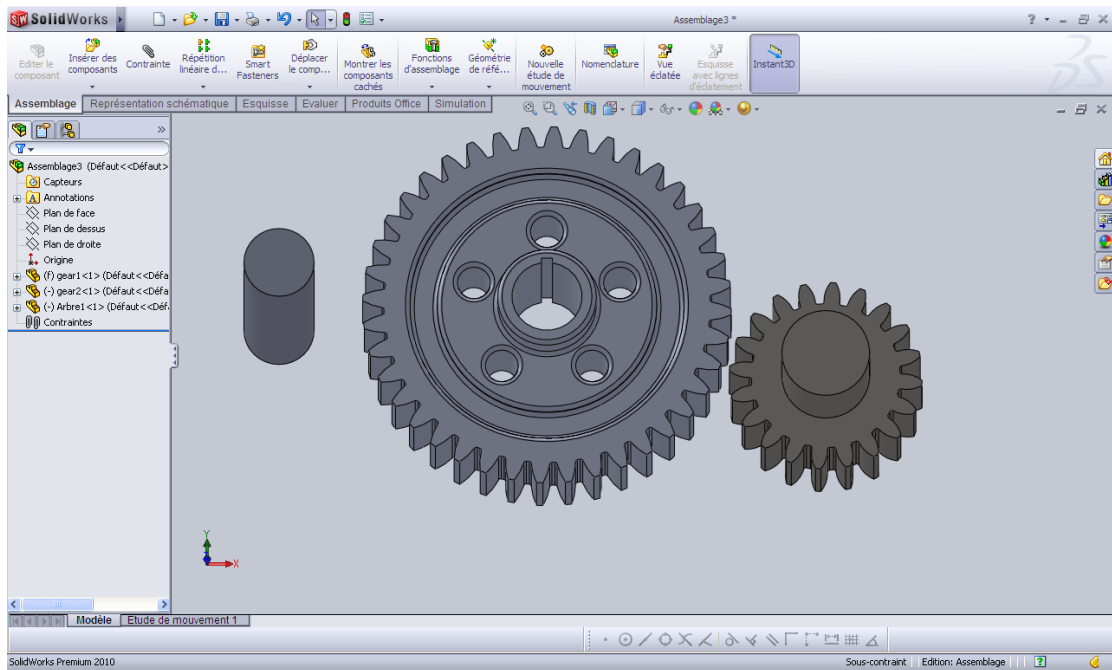 SolidWorks
Assemblage3 *
Editer le composant
Insérer des composants
Contrainte
Répétition linéaire d...
Smart Fasteners
Déplacer le comp...
Montrer les composants cachés
Fonctions d'assemblage
Géométrie de réfé...
Nouvelle étude de mouvement
Nomenclature
Vue éclatée
Esquisse avec lignes d'éclatement
Instant3D
Assemblage
Représentation schématique
Esquisse
Evaluer
Produits Office
Simulation
Assemblage3 (Défaut<<Défaut>
Capteurs
Annotations
Plan de face
Plan de dessus
Plan de droite
Origine
(f) gear1<1> (Défaut<<Défa
(-) gear2<1> (Défaut<<Défa
(-) Arbre1<1> (Défaut<<Déf
Contraintes
Y
X
Modèle
Etude de mouvement 1
SolidWorks Premium 2010
Sous-contraint
Edition: Assemblage